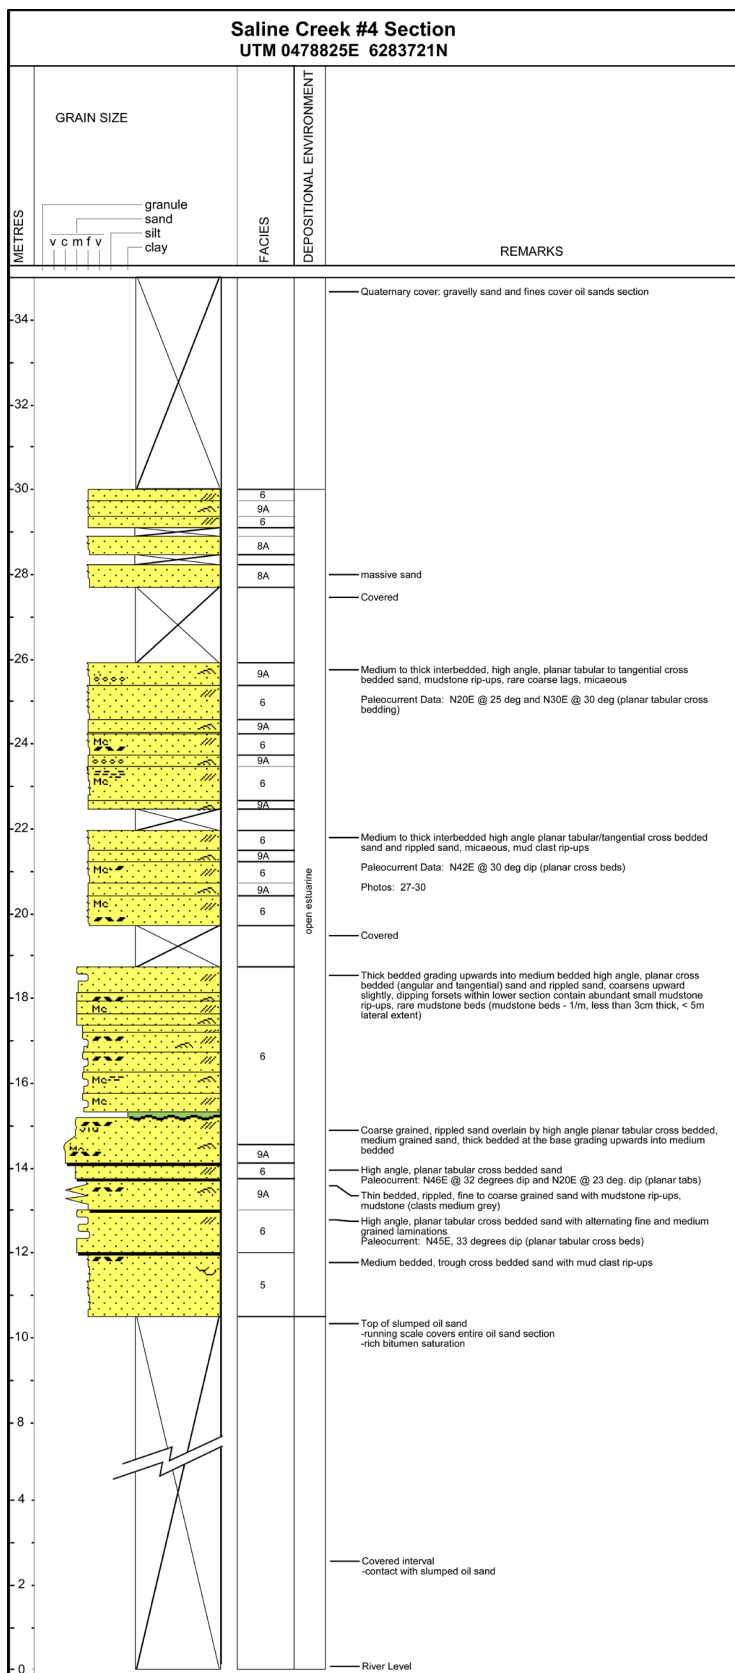 Saline Creek #4 Section
UTM 0478825E 6283721N
METRES
GRAIN SIZE
granule
sand
silt
clay
v c m f v
FACIES
DEPOSITIONAL ENVIRONMENT
REMARKS
Quaternary cover: gravelly sand and fines cover oil sands section
34
32
30
6
9A
6
8A
28
8A
massive sand
Covered
26
9A
Medium to thick interbedded, high angle, planar tabular to tangential cross
bedded sand, mudstone rip-ups, rare coarse lags, micaeous
Paleocurrent Data: N20E @ 25 deg and N30E @ 30 deg (planar tabular cross
bedding)
6
9A
24
Mc
6
9A
Mc
6
9A
22
6
Medium to thick interbedded high angle planar tabular/tangential cross bedded
sand and rippled sand, micaeous, mud clast rip-ups
9A
Mc
6
Paleocurrent Data: N42E @ 30 deg dip (planar cross beds)
9A
Photos: 27-30
Mc
6
20
open estuarine
Covered
Thick bedded grading upwards into medium bedded high angle, planar cross
bedded (angular and tangential) sand and rippled sand, coarsens upward
slightly, dipping forsets within lower section contain abundant small mudstone
rip-ups, rare mudstone beds (mudstone beds - 1/m, less than 3cm thick, < 5m
lateral extent)
18
Mc
6
16
Mc
Mc
Coarse grained, rippled sand overlain by high angle planar tabular cross bedded,
medium grained sand, thick bedded at the base grading upwards into medium
bedded
9A
14
6
High angle, planar tabular cross bedded sand
Paleocurrent: N46E @ 32 degrees dip and N20E @ 23 deg. dip (planar tabs)
9A
Thin bedded, rippled, fine to coarse grained sand with mudstone rip-ups,
mudstone (clasts medium grey)
6
High angle, planar tabular cross bedded sand with alternating fine and medium
grained laminations
Paleocurrent: N45E, 33 degrees dip (planar tabular cross beds)
12
Medium bedded, trough cross bedded sand with mud clast rip-ups
5
10
Top of slumped oil sand
-running scale covers entire oil sand section
-rich bitumen saturation
8
4
Covered interval
-contact with slumped oil sand
2
0
River Level